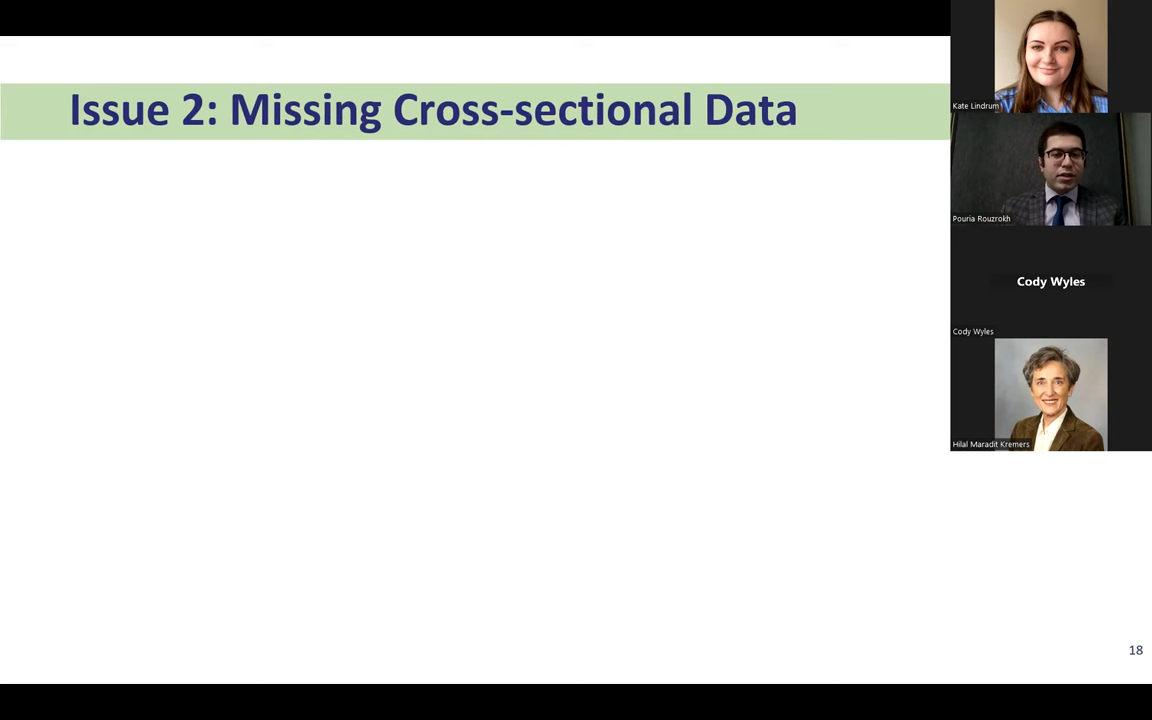 Issue 2: Missing Cross-sectional Data
Kate Lindrum
Pouria Rouzrokh
Cody Wyles
Cody Wyles
Hilal Maradit Kremers
18